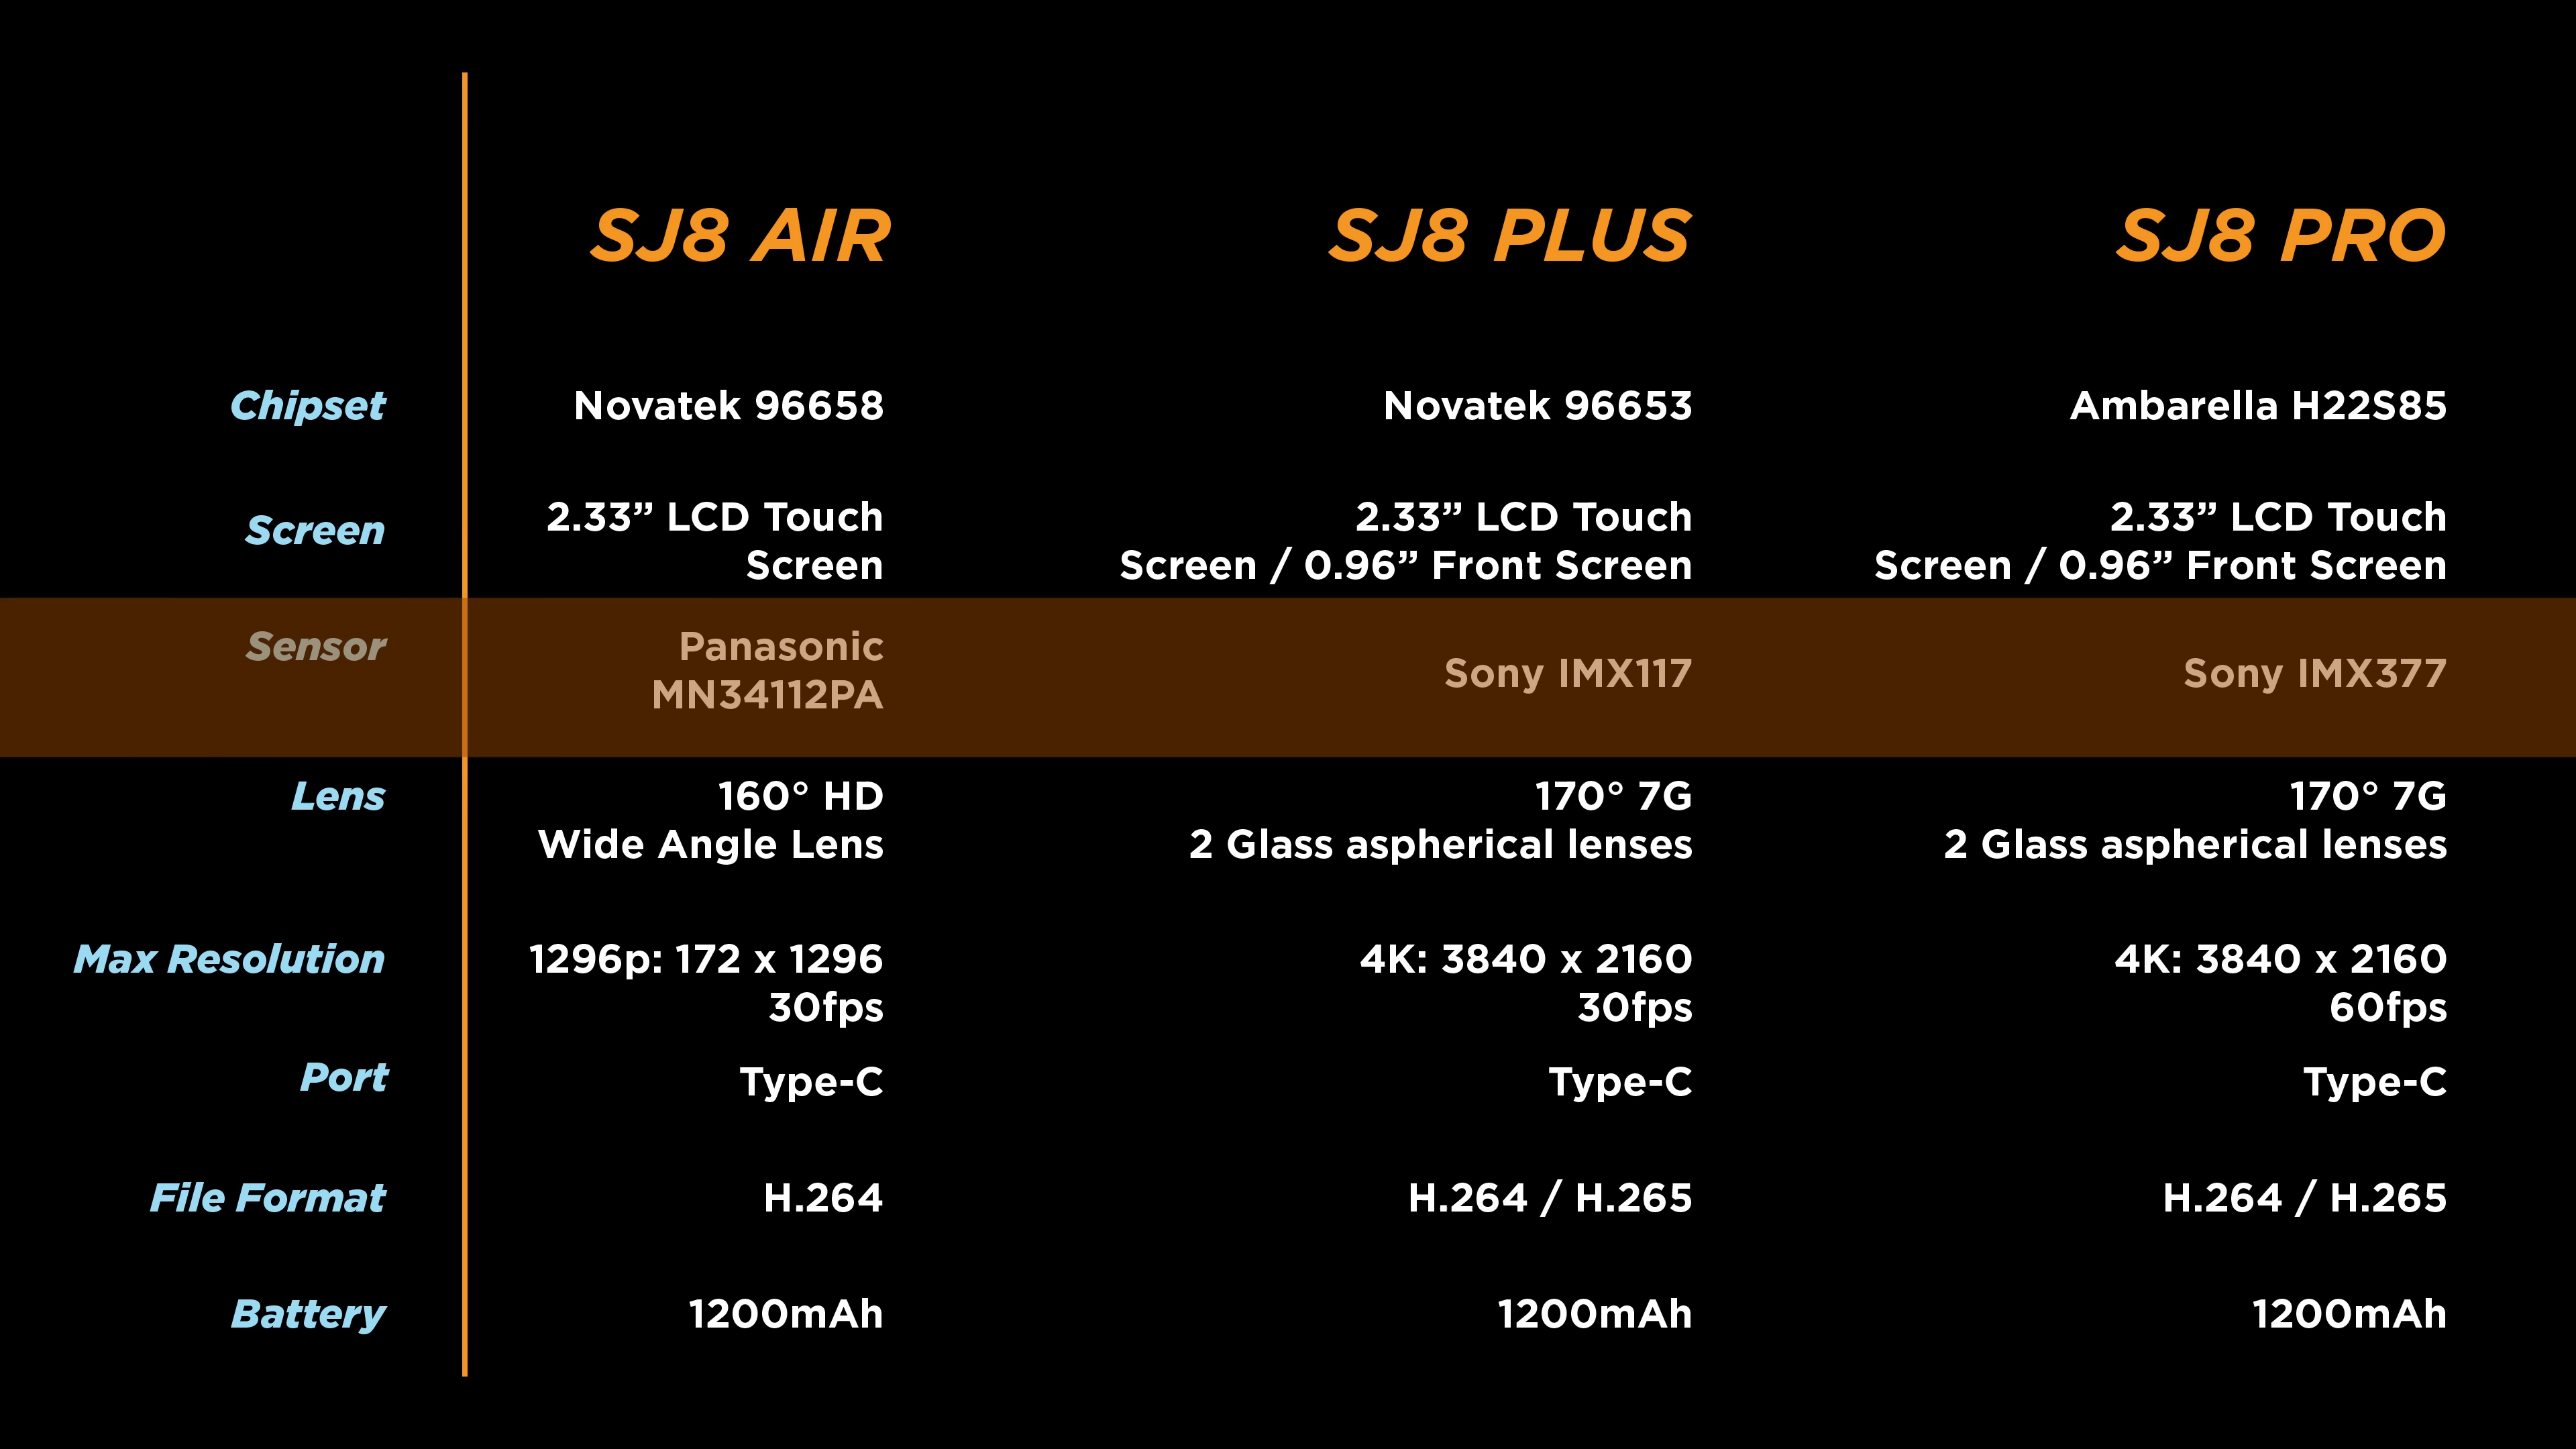 SJ8 AIR SJ8 PLUS SJ8 PRO
Chipset Novatek 96658 Novatek 96653 Ambarella H22S85
Screen 2.33” LCD Touch 2.33” LCD Touch 2.33” LCD Touch
Screen Screen / 0.96” Front Screen Screen / 0.96” Front Screen
Sensor Panasonic Sony IMX117 Sony IMX377
MN34112PA
Lens 160° HD 170° 7G 170° 7G
Wide Angle Lens 2 Glass aspherical lenses 2 Glass aspherical lenses
Max Resolution 1296p: 172 x 1296 4K: 3840 x 2160 4K: 3840 x 2160
30fps 30fps 60fps
Port Type-C Type-C Type-C
File Format H.264 H.264 / H.265 H.264 / H.265
Battery 1200mAh 1200mAh 1200mAh